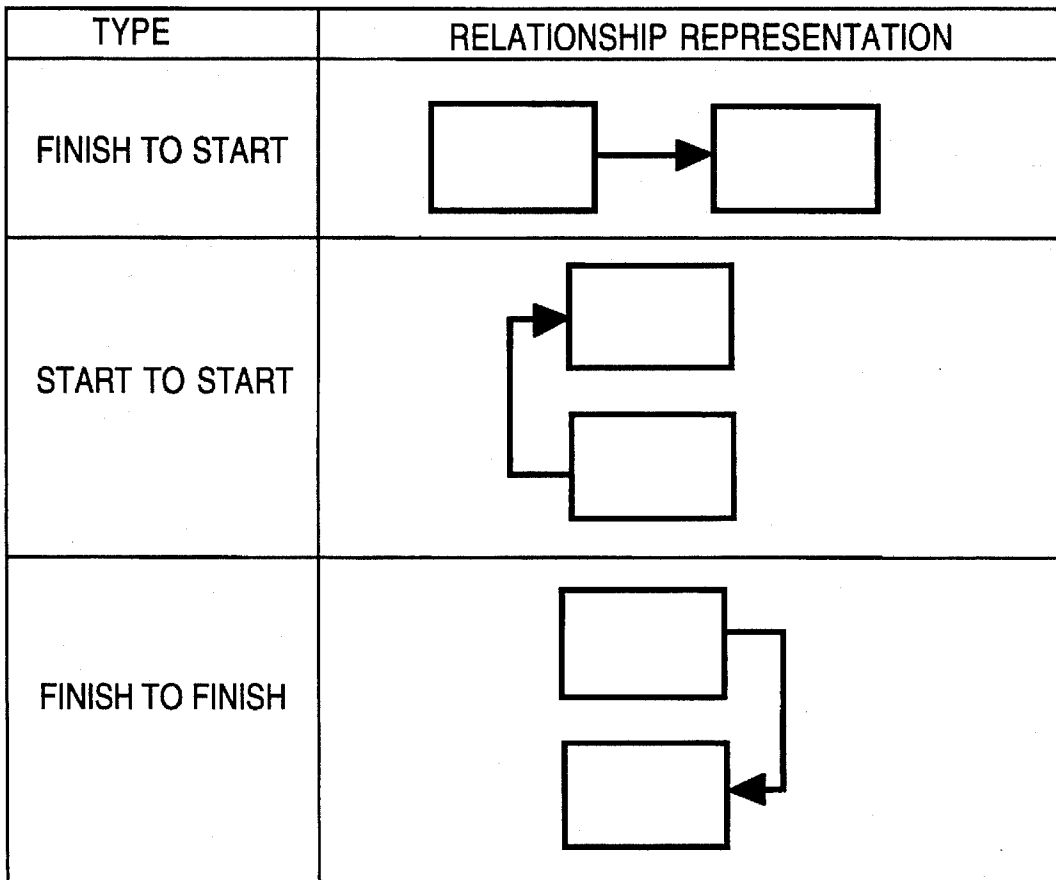 TYPE
RELATIONSHIP REPRESENTATION
FINISH TO START
START TO START
FINISH TO FINISH